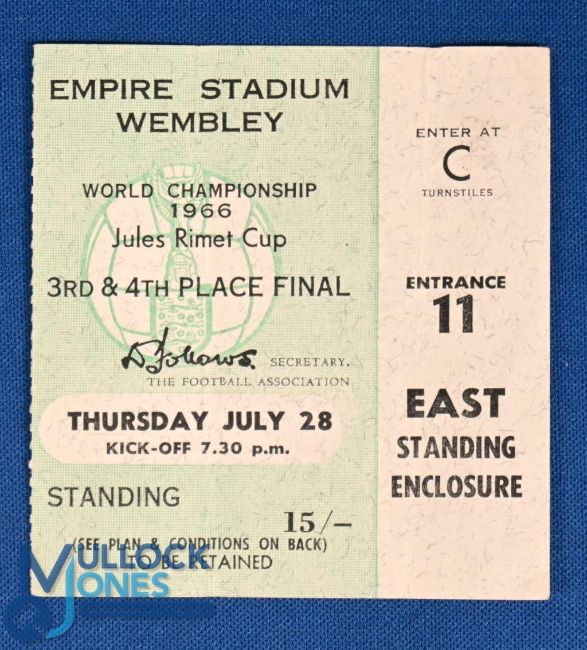 EMPIRE STADIUM
WEMBLEY
WORLD CHAMPIONSHIP
1966
Jules Rimet Cup
3RD & 4TH PLACE FINAL
D Follows. SECRETARY.
THE FOOTBALL ASSOCIATION
THURSDAY JULY 28
KICK-OFF 7.30 p.m.
STANDING
15/-
(SEE PLAN & CONDITIONS ON BACK)
TO BE RETAINED
ENTER AT
C
TURNSTILES
ENTRANCE
11
EAST
STANDING
ENCLOSURE
MULLOCK
JONES